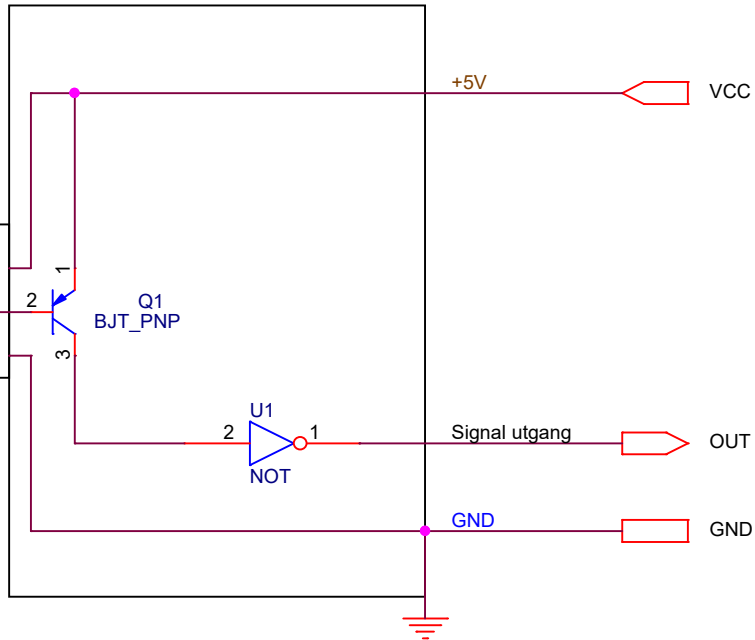 +5V
VCC
1
2
Q1
BJT_PNP
3
U1
2
1
NOT
Signal utgang
OUT
GND
GND